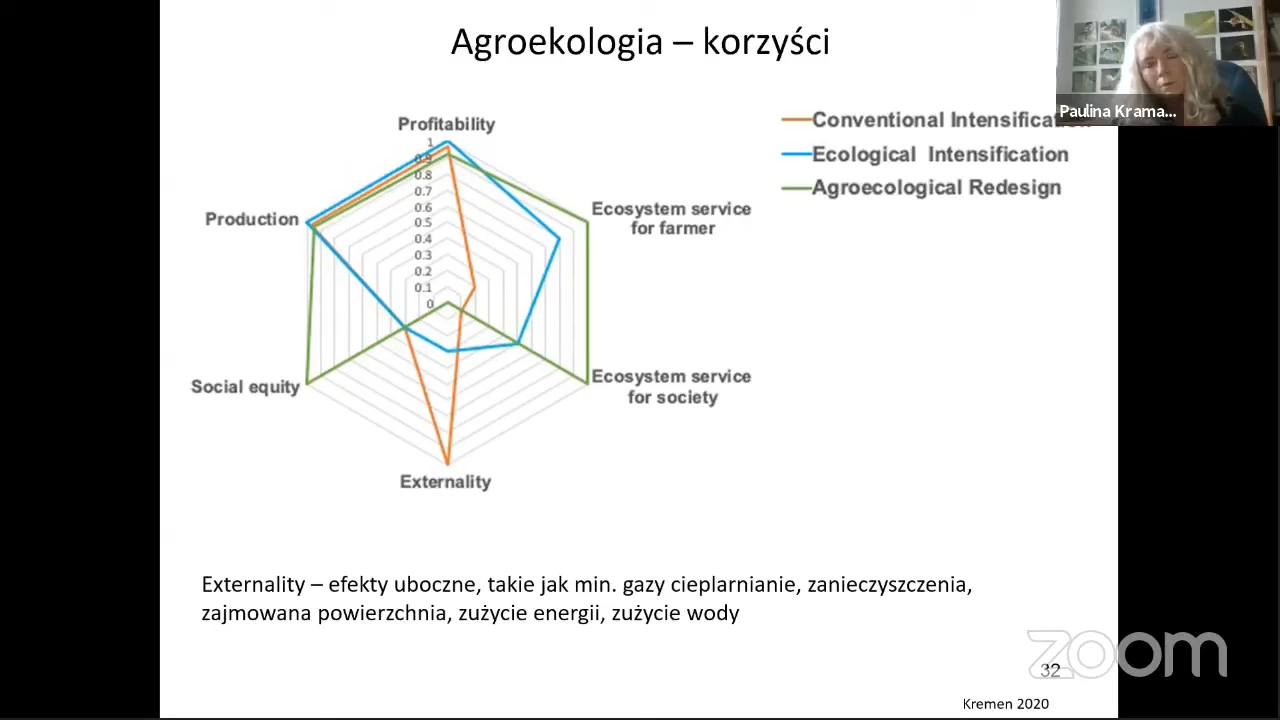 Agroekologia – korzyści
Paulina Krama...
Conventional Intensification
Ecological Intensification
Agroecological Redesign
Profitability
1
0.9
0.8
0.7
0.6
0.5
0.4
0.3
0.2
0.1
0
Production
Ecosystem service
for farmer
Social equity
Ecosystem service
for society
Externality
Externality – efekty uboczne, takie jak min. gazy cieplarnianie, zanieczyszczenia,
zajmowana powierzchnia, zużycie energii, zużycie wody
zoom
32
Kremen 2020